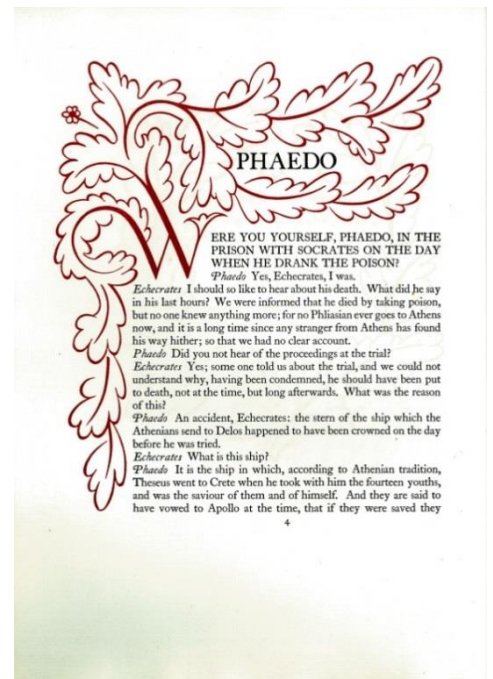 PHAEDO
WERE YOU YOURSELF, PHAEDO, IN THE
PRISON WITH SOCRATES ON THE DAY
WHEN HE DRANK THE POISON?
Phaedo Yes, Echecrates, I was.
Echecrates I should so like to hear about his death. What did he say
in his last hours? We were informed that he died by taking poison,
but no one knew anything more; for no Phliasian ever goes to Athens
now, and it is a long time since any stranger from Athens has found
his way hither; so that we had no clear account.
Phaedo Did you not hear of the proceedings at the trial?
Echecrates Yes; some one told us about the trial, and we could not
understand why, having been condemned, he should have been put
to death, not at the time, but long afterwards. What was the reason
of this?
Phaedo An accident, Echecrates: the stern of the ship which the
Athenians send to Delos happened to have been crowned on the day
before he was tried.
Echecrates What is this ship?
Phaedo It is the ship in which, according to Athenian tradition,
Theseus went to Crete when he took with him the fourteen youths,
and was the saviour of them and of himself. And they are said to
have vowed to Apollo at the time, that if they were saved they
4